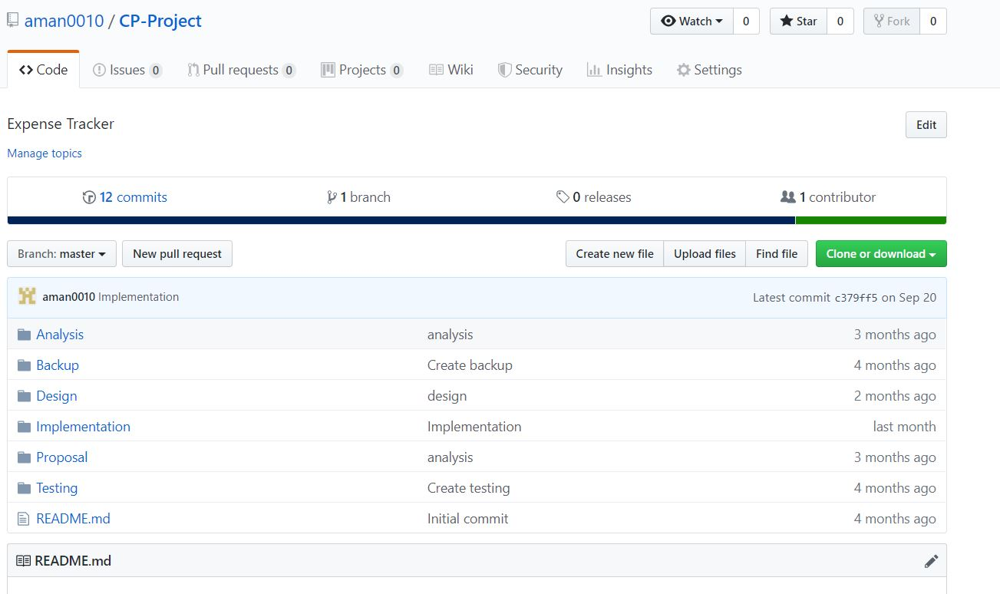 aman0010 / CP-Project Watch 0 Star 0 Fork 0
Code Issues 0 Pull requests 0 Projects 0 Wiki Security Insights Settings
Expense Tracker Edit
Manage topics
12 commits 1 branch 0 releases 1 contributor
Branch: master New pull request Create new file Upload files Find file Clone or download
aman0010 Implementation Latest commit c379ff5 on Sep 20
Analysis analysis 3 months ago
Backup Create backup 4 months ago
Design design 2 months ago
Implementation Implementation last month
Proposal analysis 3 months ago
Testing Create testing 4 months ago
README.md Initial commit 4 months ago
README.md